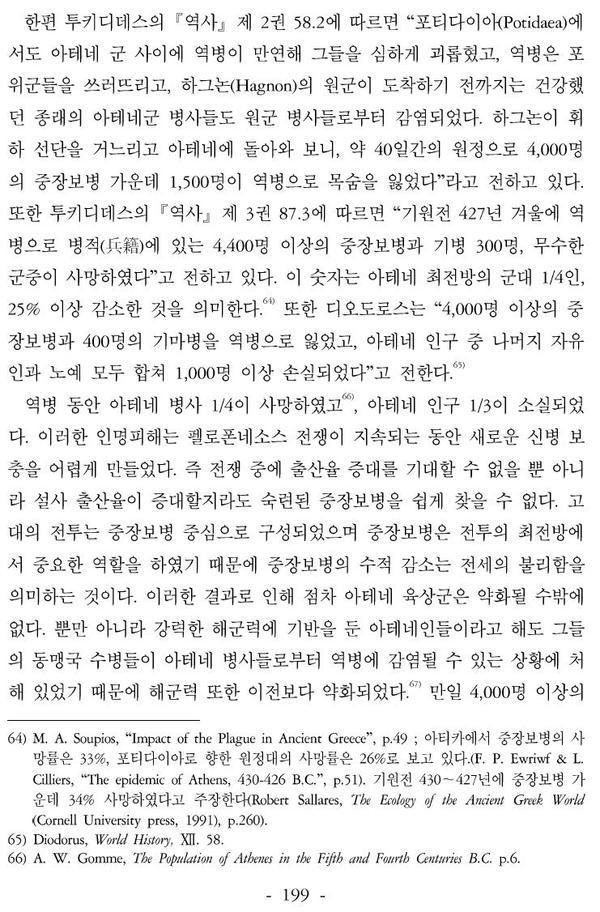 한편 투키디데스의 『역사』 제 2권 58.2에 따르면 “포티다이아(Potidaea)에
서도 아테네 군 사이에 역병이 만연해 그들을 심하게 괴롭혔고, 역병은 포
위군들을 쓰러뜨리고, 하그논(Hagnon)의 원군이 도착하기 전까지는 건강했
던 종래의 아테네군 병사들도 원군 병사들로부터 감염되었다. 하그논이 휘
하 선단을 거느리고 아테네에 돌아와 보니, 약 40일간의 원정으로 4,000명
의 중장보병 가운데 1,500명이 역병으로 목숨을 잃었다”라고 전하고 있다.
또한 투키디데스의 『역사』 제 3권 87.3에 따르면 “기원전 427년 겨울에 역
병으로 병적(兵籍)에 있는 4,400명 이상의 중장보병과 기병 300명, 무수한
군중이 사망하였다”고 전하고 있다. 이 숫자는 아테네 최전방의 군대 1/4인,
25% 이상 감소한 것을 의미한다.64) 또한 디오도로스는 “4,000명 이상의 중
장보병과 400명의 기마병을 역병으로 잃었고, 아테네 인구 중 나머지 자유
인과 노예 모두 합쳐 1,000명 이상 손실되었다”고 전한다.65)
역병 동안 아테네 병사 1/4이 사망하였고66), 아테네 인구 1/3이 소실되었
다. 이러한 인명피해는 펠로폰네소스 전쟁이 지속되는 동안 새로운 신병 보
충을 어렵게 만들었다. 즉 전쟁 중에 출산율 증대를 기대할 수 없을 뿐 아니
라 설사 출산율이 증대할지라도 숙련된 중장보병을 쉽게 찾을 수 없다. 고
대의 전투는 중장보병 중심으로 구성되었으며 중장보병은 전투의 최전방에
서 중요한 역할을 하였기 때문에 중장보병의 수적 감소는 전세의 불리함을
의미하는 것이다. 이러한 결과로 인해 점차 아테네 육상군은 약화될 수밖에
없다. 뿐만 아니라 강력한 해군력에 기반을 둔 아테네인들이라고 해도 그들
의 동맹국 수병들이 아테네 병사들로부터 역병에 감염될 수 있는 상황에 처
해 있었기 때문에 해군력 또한 이전보다 약화되었다.67) 만일 4,000명 이상의
64) M. A. Soupios, “Impact of the Plague in Ancient Greece”, p.49 ; 아티카에서 중장보병의 사
망률은 33%, 포티다이아로 향한 원정대의 사망률은 26%로 보고 있다.(F. P. Ewriwf & L.
Cilliers, “The epidemic of Athens, 430-426 B.C.”, p.51). 기원전 430～427년에 중장보병 가
운데 34% 사망하였다고 주장한다(Robert Sallares, The Ecology of the Ancient Greek World
(Cornell University press, 1991), p.260).
65) Diodorus, World History, Ⅻ. 58.
66) A. W. Gomme, The Population of Athenes in the Fifth and Fourth Centuries B.C. p.6.
- 199 -